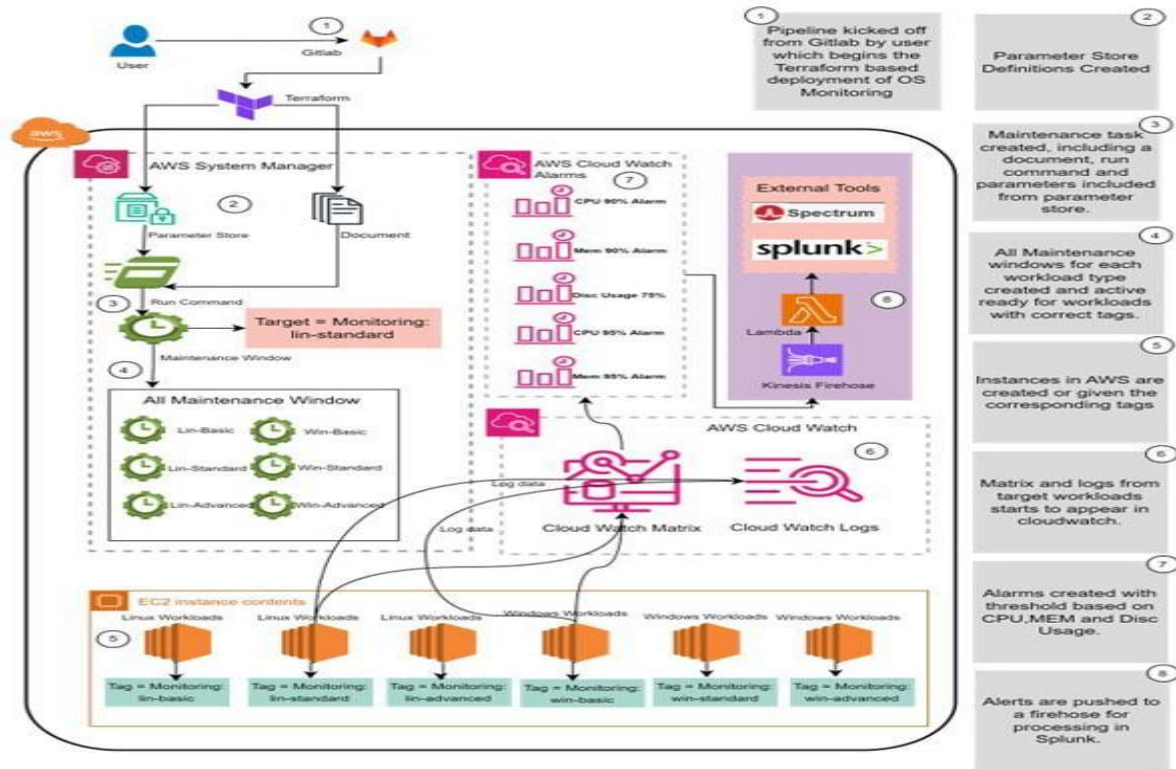 1
User
Gitlab
Terraform
aws
AWS System Manager
2
Parameter Store
Document
3
Run Command
Target = Monitoring:
lin-standard
Maintenance Window
4
All Maintenance Window
Lin-Basic
Win-Basic
Lin-Standard
Win-Standard
Lin-Advanced
Win-Advanced
AWS Cloud Watch
Alarms
7
CPU 90% Alarm
Mem 90% Alarm
Disc Usage 75%
CPU 95% Alarm
Mem 95% Alarm
External Tools
Spectrum
splunk>
8
Lambda
Kinesis Firehose
AWS Cloud Watch
6
Log data
Log data
Cloud Watch Matrix
Cloud Watch Logs
EC2 instance contents
5
Linux Workloads
Linux Workloads
Linux Workloads
Windows Workloads
Windows Workloads
Windows Workloads
Tag = Monitoring:
lin-basic
Tag = Monitoring:
lin-standard
Tag = Monitoring:
lin-advanced
Tag = Monitoring:
win-basic
Tag = Monitoring:
win-standard
Tag = Monitoring:
win-advanced
1
Pipeline kicked off
from Gitlab by user
which begins the
Terraform based
deployment of OS
Monitoring
2
Parameter Store
Definitions Created
3
Maintenance task
created, including a
document, run
command and
parameters included
from parameter
store.
4
All Maintenance
windows for each
workload type
created and active
ready for workloads
with correct tags.
5
Instances in AWS are
created or given the
corresponding tags
6
Matrix and logs from
target workloads
starts to appear in
cloudwatch.
7
Alarms created with
threshold based on
CPU,MEM and Disc
Usage.
8
Alerts are pushed to
a firehose for
processing in
Splunk.